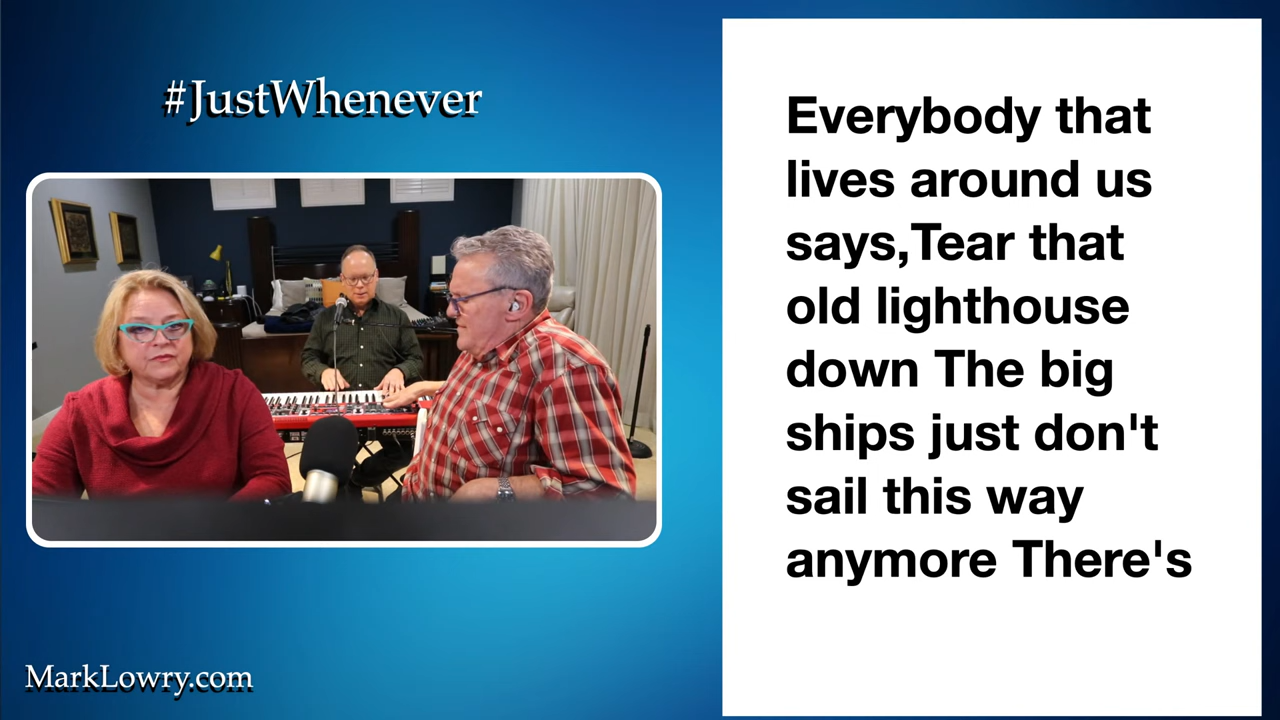 #JustWhenever
Everybody that
lives around us
says,Tear that
old lighthouse
down The big
ships just don't
sail this way
anymore There's
MarkLowry.com